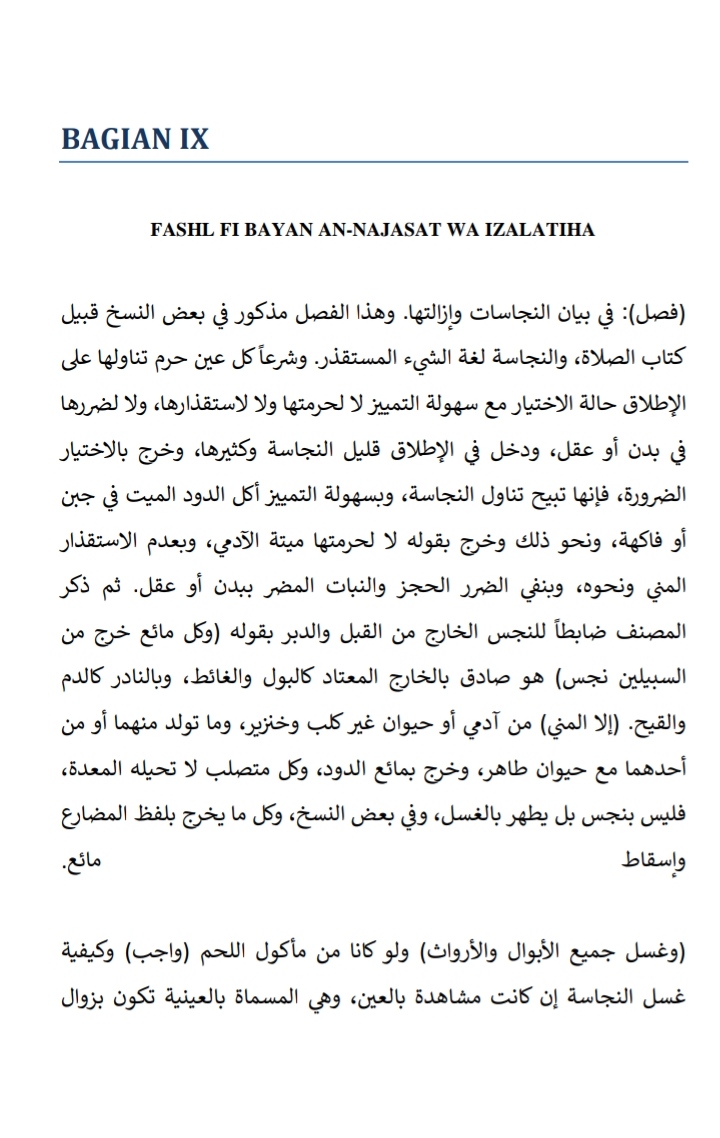 BAGIAN IX
FASHL FI BAYAN AN-NAJASAT WA IZALATIHA
(فصل): في بيان النجاسات وإزالتها. وهذا الفصل مذكور في بعض النسخ قبيل
كتاب الصلاة، والنجاسة لغة الشيء المستقذر. وشرعاً كل عين حرم تناولها على
الإطلاق حالة الاختيار مع سهولة التمييز لا لحرمتها ولا لاستقذارها، ولا لضررها
في بدن أو عقل، ودخل في الإطلاق قليل النجاسة وكثيرها، وخرج بالاختيار
الضرورة، فإنها تبيح تناول النجاسة، وبسهولة التمييز أكل الدود الميت في جبن
أو فاكهة، ونحو ذلك وخرج بقوله لا لحرمتها ميتة الآدمي، وبعدم الاستقذار
المني ونحوه، وبنفي الضرر الحجز والنبات المضر ببدن أو عقل. ثم ذكر
المصنف ضابطاً للنجس الخارج من القبل والدبر بقوله (وكل مائع خرج من
السبيلين نجس) هو صادق بالخارج المعتاد كالبول والغائط، وبالنادر كالدم
والقيح. (إلا المني) من آدمي أو حيوان غير كلب وخنزير، وما تولد منهما أو من
أحدهما مع حيوان طاهر، وخرج بمائع الدود، وكل متصلب لا تحيله المعدة،
فليس بنجس بل يطهر بالغسل، وفي بعض النسخ، وكل ما يخرج بلفظ المضارع
وإسقاط مائع.
(وغسل جميع الأبوال والأرواث) ولو كانا من مأكول اللحم (واجب) وكيفية
غسل النجاسة إن كانت مشاهدة بالعين، وهي المسماة بالعينية تكون بزوال